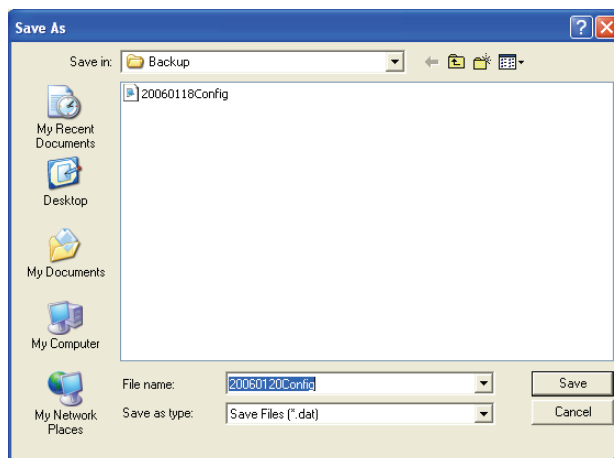 Save As
Save in:
Backup
20060118Config
My Recent
Documents
Desktop
My Documents
My Computer
My Network
Places
File name:
20060120Config
Save
Save as type:
Save Files (*.dat)
Cancel